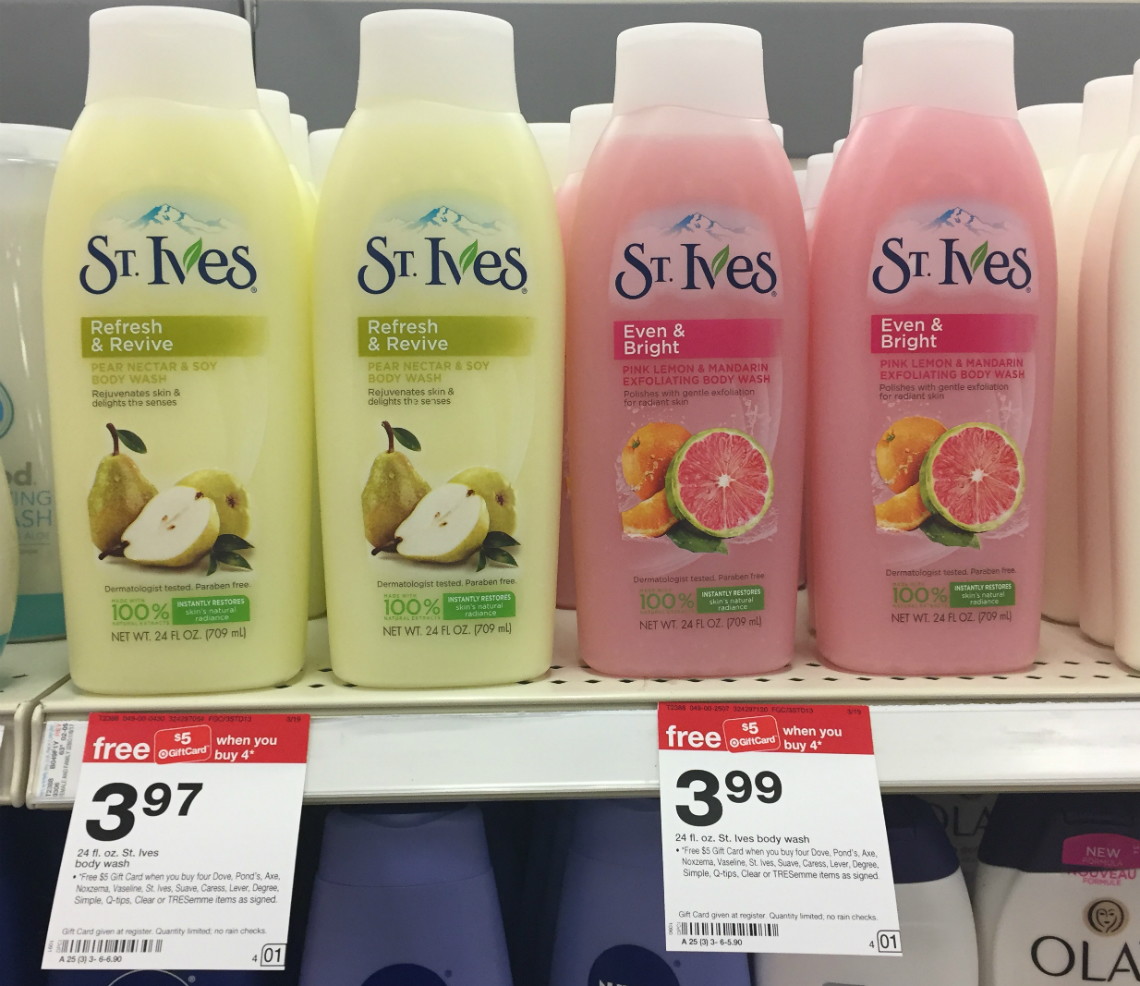 ST. IVES
Refresh
& Revive
PEAR NECTAR & SOY
BODY WASH
Rejuvenates skin &
delights the senses
Dermatologist tested. Paraben free.
MADE WITH
100%
NATURAL EXTRACTS
INSTANTLY RESTORES
skin's natural
radiance
NET WT. 24 FL OZ. (709 mL)
ST. IVES
Refresh
& Revive
PEAR NECTAR & SOY
BODY WASH
Rejuvenates skin &
delights the senses
Dermatologist tested. Paraben free.
MADE WITH
100%
NATURAL EXTRACTS
INSTANTLY RESTORES
skin's natural
radiance
NET WT. 24 FL OZ. (709 mL)
ST. IVES
Even &
Bright
PINK LEMON & MANDARIN
EXFOLIATING BODY WASH
Polishes with gentle exfoliation
for radiant skin
Dermatologist tested. Paraben free
100%
INSTANTLY RESTORES
skin's natural
radiance
NET WT. 24 FL OZ. (709 mL)
ST. IVES
Even &
Bright
PINK LEMON & MANDARIN
EXFOLIATING BODY WASH
Polishes with gentle exfoliation
for radiant skin
Dermatologist tested. Paraben free.
100%
INSTANTLY RESTORES
skin's natural
radiance
NET WT. 24 FL OZ. (709 mL)
free $5 GiftCard when you
buy 4*
3.97
24 fl. oz. St. Ives
body wash
• *Free $5 Gift Card when you buy four Dove, Pond's, Axe,
Noxzema, Vaseline, St. Ives, Suave, Caress, Lever, Degree,
Simple, Q-tips, Clear or TRESemme items as signed.
Gift Card given at register. Quantity limited; no rain checks.
A 25 (3) 3- 6-6.90
4 01
free $5 GiftCard when you
buy 4*
3.99
24 fl. oz. St. Ives body wash
• *Free $5 Gift Card when you buy four Dove, Pond's, Axe,
Noxzema, Vaseline, St. Ives, Suave, Caress, Lever, Degree,
Simple, Q-tips, Clear or TRESemme items as signed.
Gift Card given at register. Quantity limited; no rain checks.
A 25 (3) 3- 6-5.90
4 01
NEW
FORMULA
NOUVEAU
FORMULE
OLA